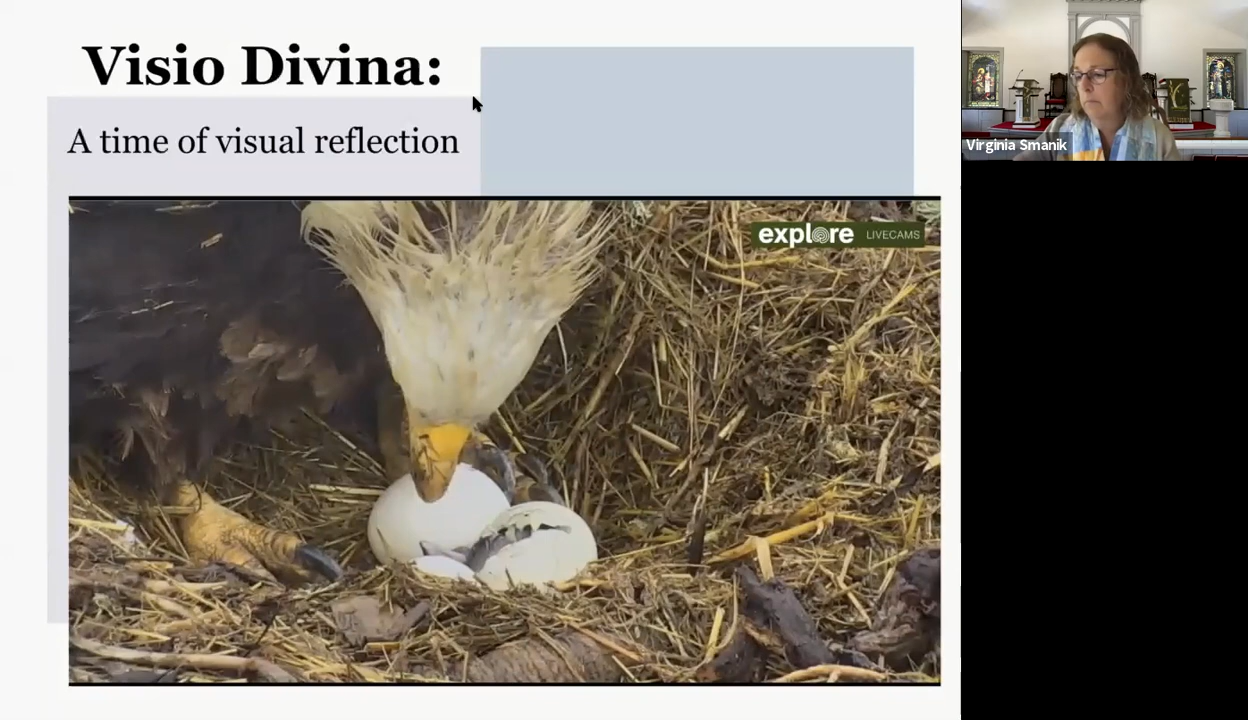 Visio Divina:
A time of visual reflection
explore LIVECAMS
Virginia Smanik